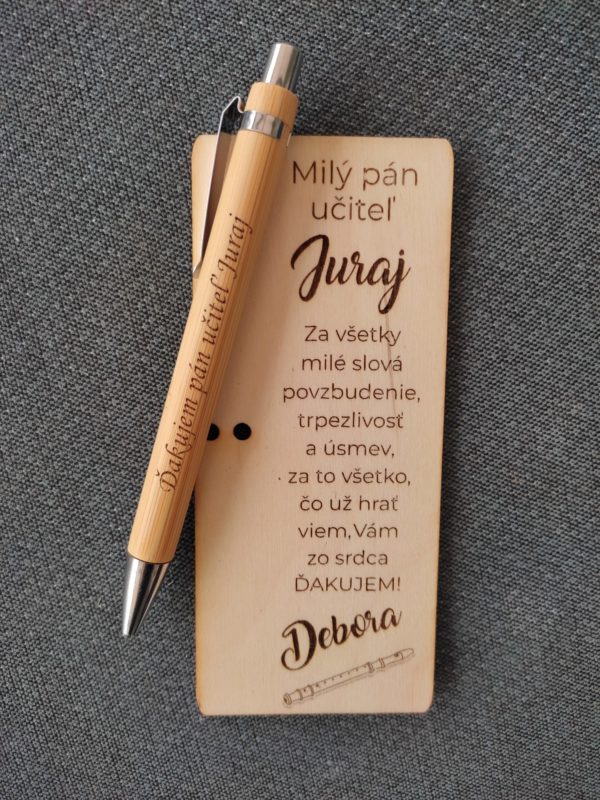 Ďakujem pán učiteľ Juraj
Milý pán
učiteľ
Juraj
Za všetky
milé slová
povzbudenie,
trpezlivosť
a úsmev,
za to všetko,
čo už hrať
viem, Vám
zo srdca
ĎAKUJEM!
Debora